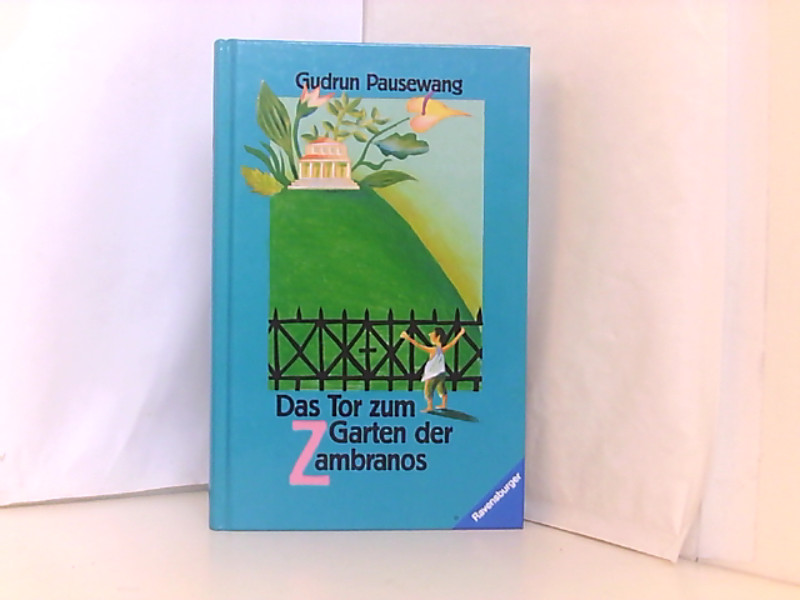 Gudrun Pausewang
Das Tor zum
Garten der
Zambranos
Ravensburger